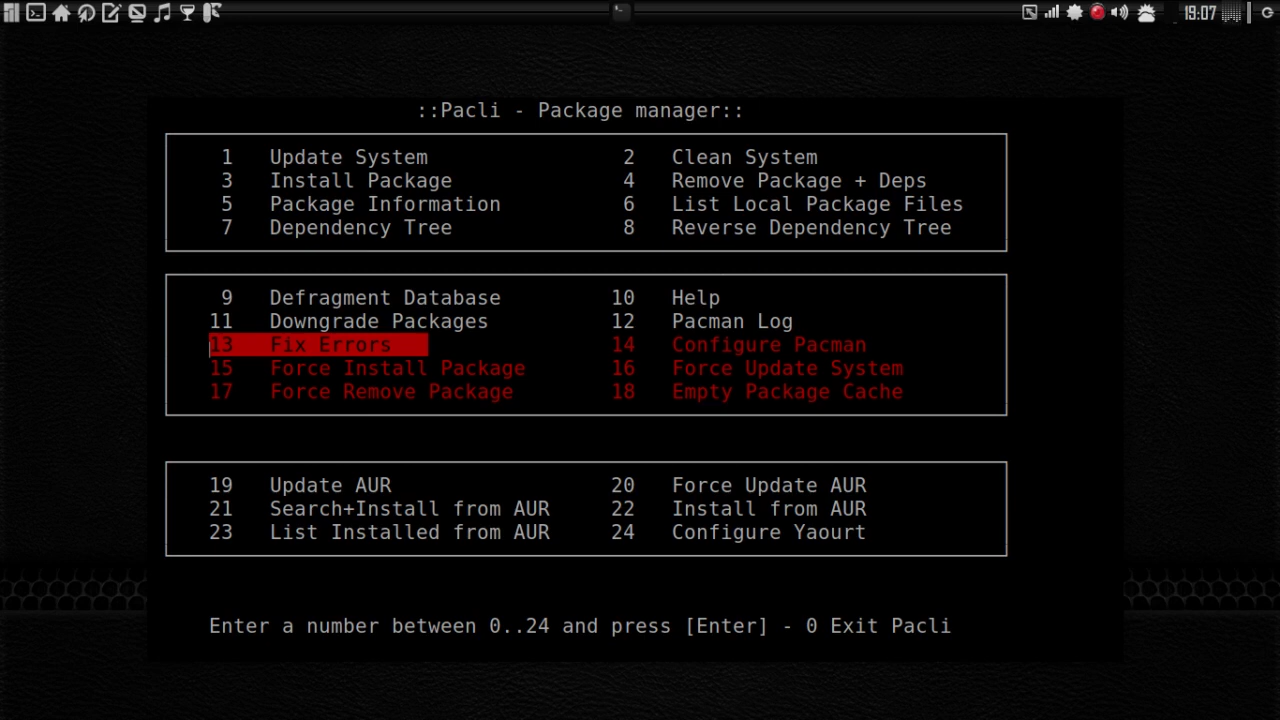 19:07
::Pacli - Package manager::
1 Update System 2 Clean System
3 Install Package 4 Remove Package + Deps
5 Package Information 6 List Local Package Files
7 Dependency Tree 8 Reverse Dependency Tree
9 Defragment Database 10 Help
11 Downgrade Packages 12 Pacman Log
13 Fix Errors 14 Configure Pacman
15 Force Install Package 16 Force Update System
17 Force Remove Package 18 Empty Package Cache
19 Update AUR 20 Force Update AUR
21 Search+Install from AUR 22 Install from AUR
23 List Installed from AUR 24 Configure Yaourt
Enter a number between 0..24 and press [Enter] - 0 Exit Pacli